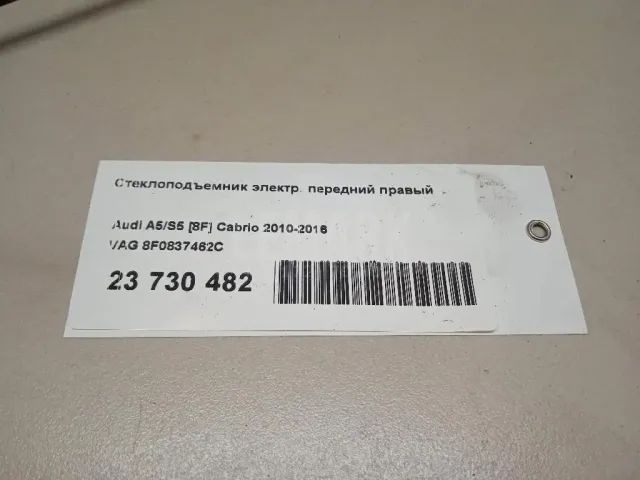 Стеклоподъемник электр. передний правый
Audi A5/S5 [8F] Cabrio 2010-2016
VAG 8F0837462C
23 730 482